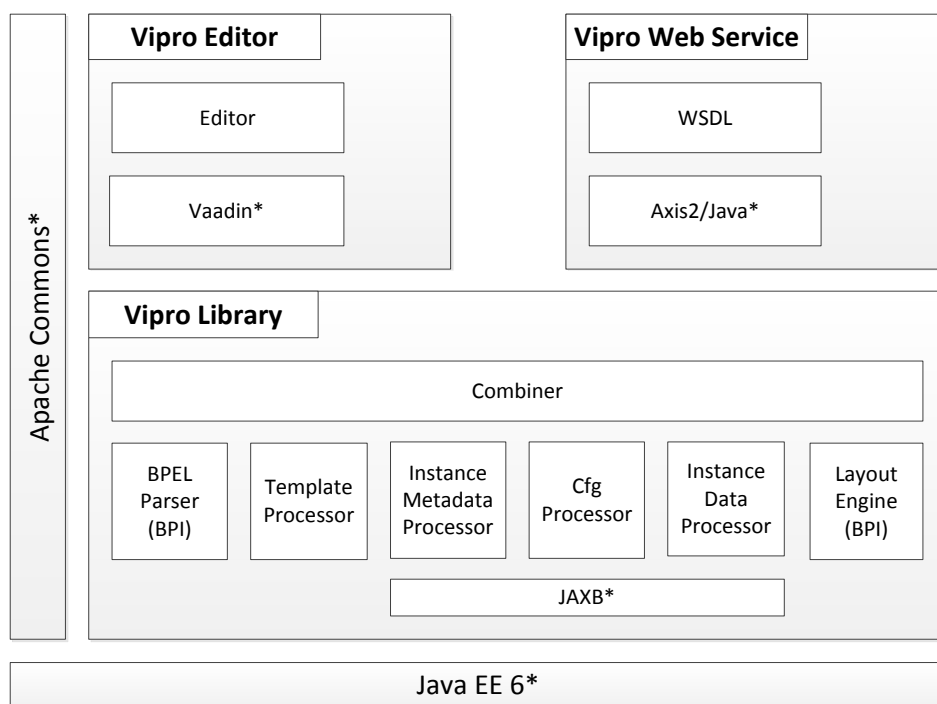 Apache Commons*
Vipro Editor
Editor
Vaadin*
Vipro Web Service
WSDL
Axis2/Java*
Vipro Library
Combiner
BPEL
Parser
(BPI)
Template
Processor
Instance
Metadata
Processor
Cfg
Processor
Instance
Data
Processor
Layout
Engine
(BPI)
JAXB*
Java EE 6*